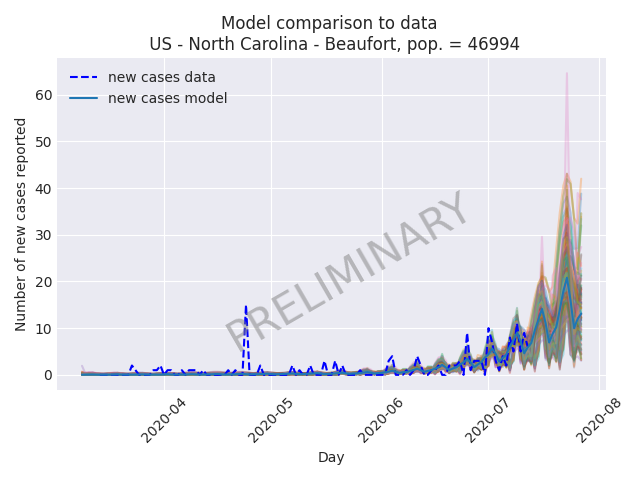 Model comparison to data
US - North Carolina - Beaufort, pop. = 46994
new cases data
new cases model
PRELIMINARY
Number of new cases reported
60
50
40
30
20
10
0
2020-04
2020-05
2020-06
2020-07
2020-08
Day